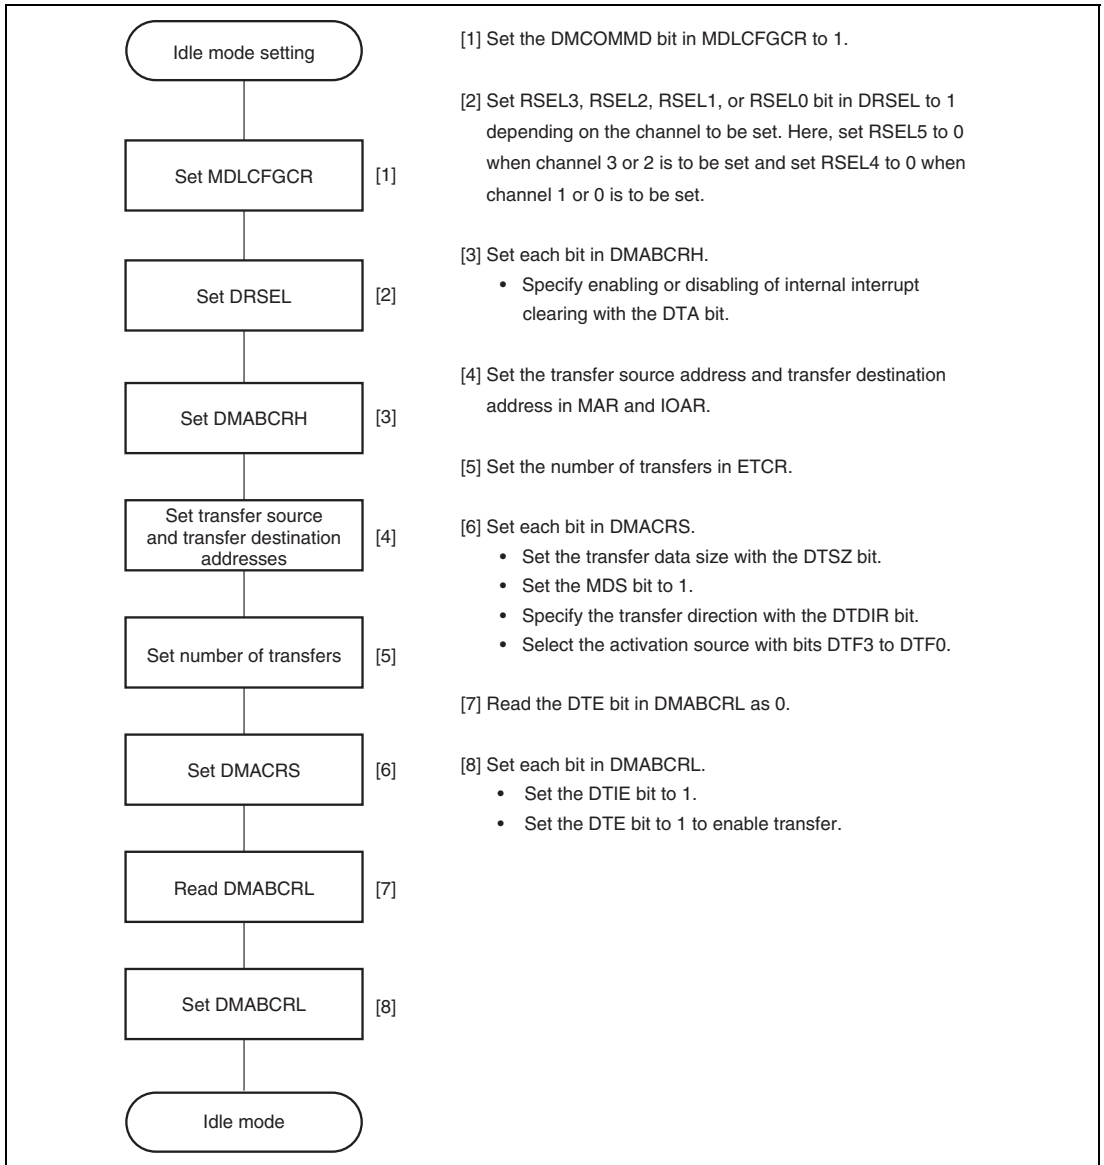 Idle mode setting
Set MDLCFGCR
[1]
Set DRSEL
[2]
Set DMABCRH
[3]
Set transfer source
and transfer destination
addresses
[4]
Set number of transfers
[5]
Set DMACRS
[6]
Read DMABCRL
[7]
Set DMABCRL
[8]
Idle mode
[1] Set the DMCOMMD bit in MDLCFGCR to 1.
[2] Set RSEL3, RSEL2, RSEL1, or RSEL0 bit in DRSEL to 1
depending on the channel to be set. Here, set RSEL5 to 0
when channel 3 or 2 is to be set and set RSEL4 to 0 when
channel 1 or 0 is to be set.
[3] Set each bit in DMABCRH.
• Specify enabling or disabling of internal interrupt
clearing with the DTA bit.
[4] Set the transfer source address and transfer destination
address in MAR and IOAR.
[5] Set the number of transfers in ETCR.
[6] Set each bit in DMACRS.
• Set the transfer data size with the DTSZ bit.
• Set the MDS bit to 1.
• Specify the transfer direction with the DTDIR bit.
• Select the activation source with bits DTF3 to DTF0.
[7] Read the DTE bit in DMABCRL as 0.
[8] Set each bit in DMABCRL.
• Set the DTIE bit to 1.
• Set the DTE bit to 1 to enable transfer.